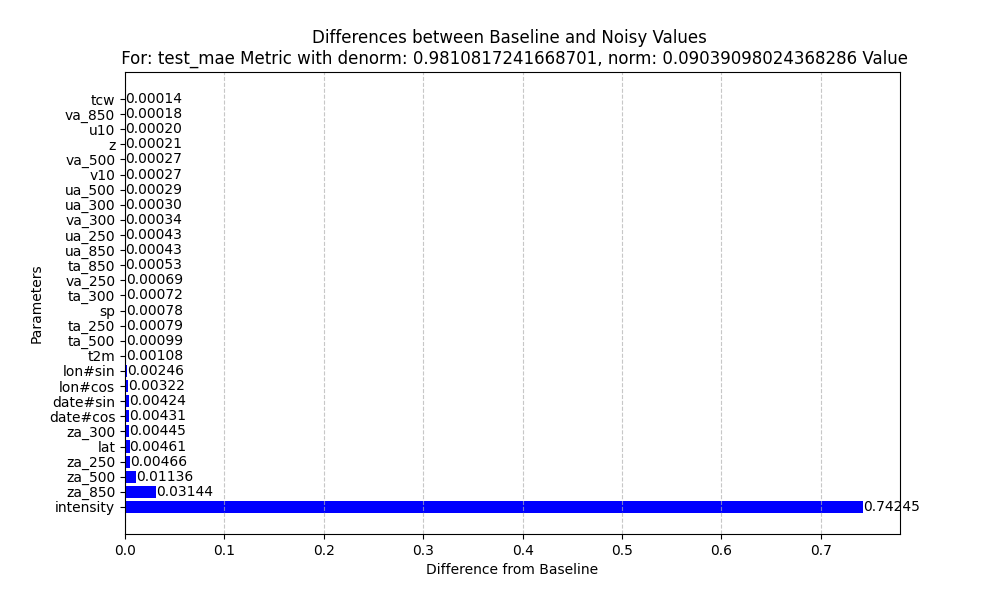 Differences between Baseline and Noisy Values
For: test_mae Metric with denorm: 0.9810817241668701, norm: 0.09039098024368286 Value
Parameters
tcw 0.00014
va_850 0.00018
u10 0.00020
z 0.00021
va_500 0.00027
v10 0.00027
ua_500 0.00029
ua_300 0.00030
va_300 0.00034
ua_250 0.00043
ua_850 0.00043
ta_850 0.00053
va_250 0.00069
ta_300 0.00072
sp 0.00078
ta_250 0.00079
ta_500 0.00099
t2m 0.00108
lon#sin 0.00246
lon#cos 0.00322
date#sin 0.00424
date#cos 0.00431
za_300 0.00445
lat 0.00461
za_250 0.00466
za_500 0.01136
za_850 0.03144
intensity 0.74245
0.0 0.1 0.2 0.3 0.4 0.5 0.6 0.7
Difference from Baseline